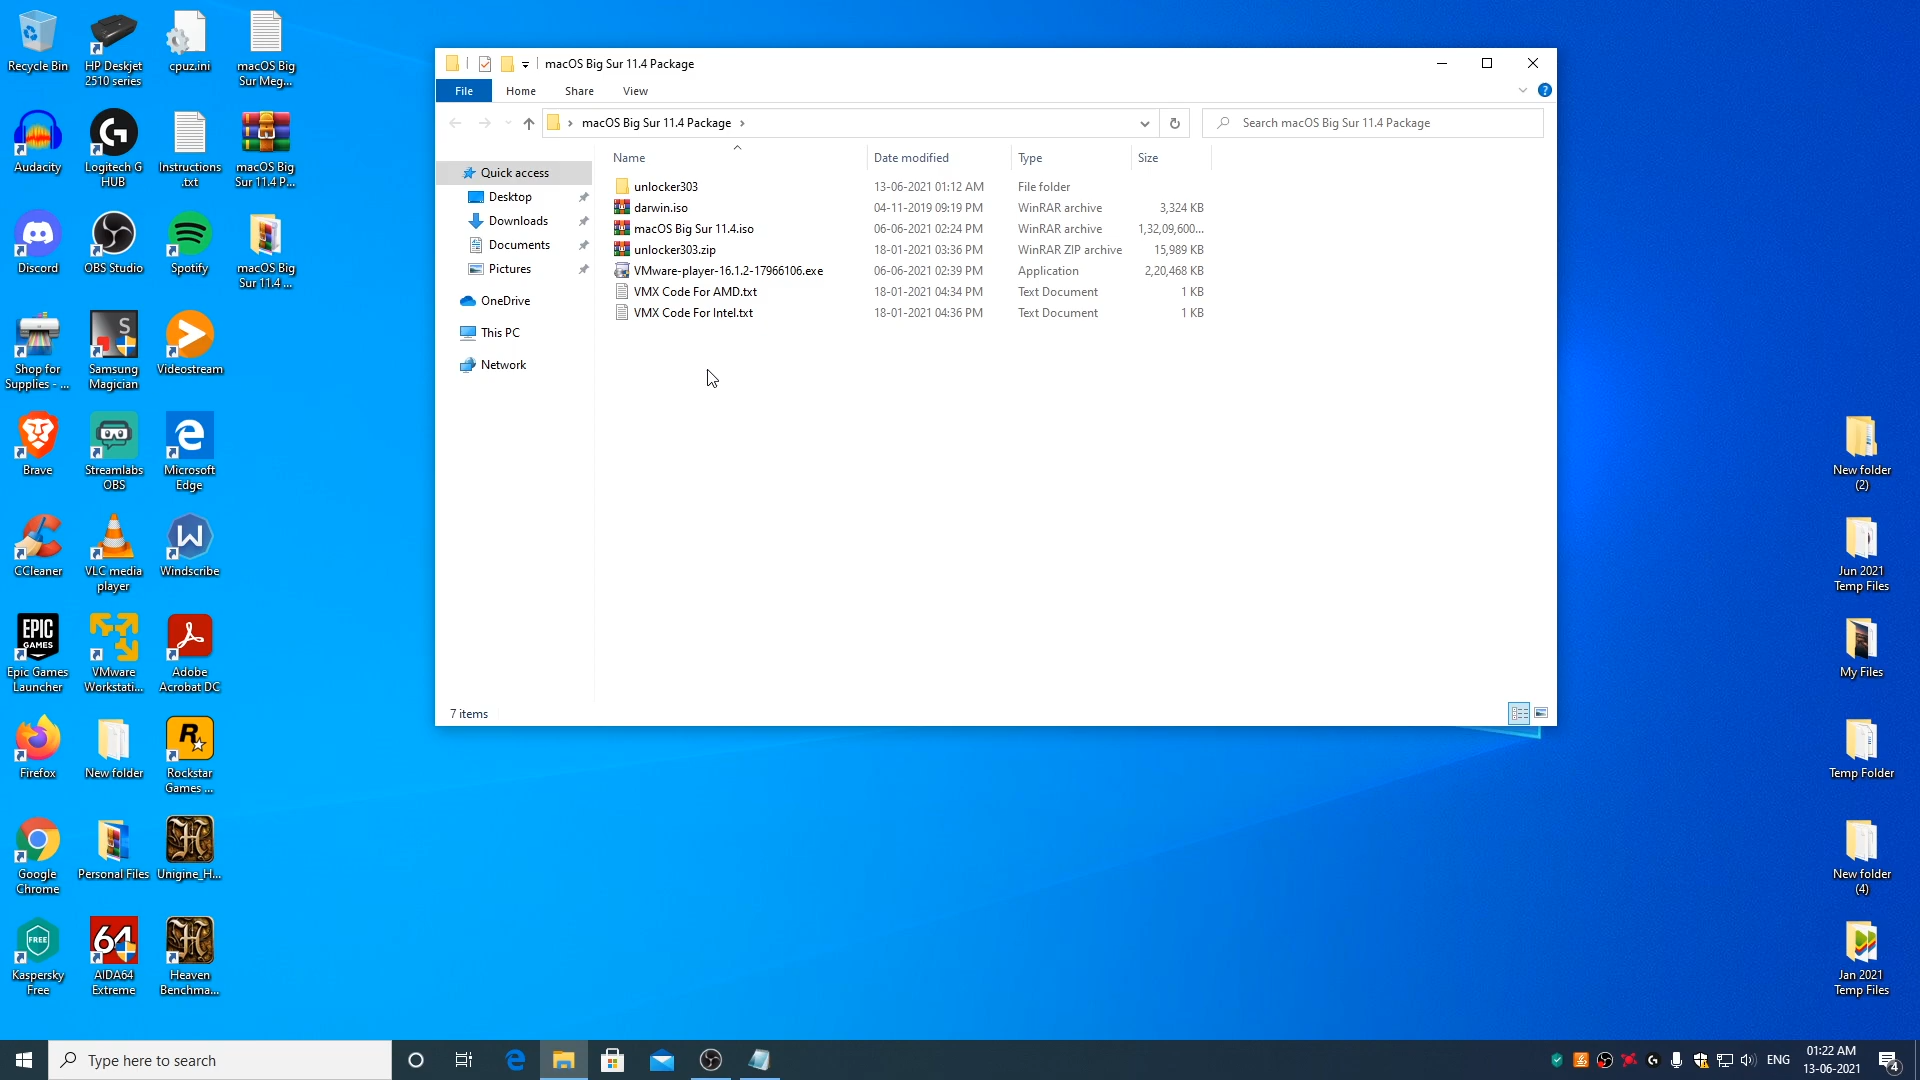 Recycle Bin
HP Deskjet
2510 series
cpuz.ini
macOS Big
Sur Meg...
Audacity
Logitech G
HUB
Instructions
.txt
macOS Big
Sur 11.4 P...
Discord
OBS Studio
Spotify
macOS Big
Sur 11.4 ...
Shop for
Supplies - ...
Samsung
Magician
Videostream
Brave
Streamlabs
OBS
Microsoft
Edge
CCleaner
VLC media
player
Windscribe
EPIC
GAMES
Epic Games
Launcher
VMware
Workstati...
Adobe
Acrobat DC
Firefox
New folder
Rockstar
Games ...
Google
Chrome
Personal Files
Unigine_H...
FREE
Kaspersky
Free
64
AIDA64
Extreme
Heaven
Benchma...
macOS Big Sur 11.4 Package
File
Home
Share
View
macOS Big Sur 11.4 Package
Search macOS Big Sur 11.4 Package
Quick access
Desktop
Downloads
Documents
Pictures
OneDrive
This PC
Network
Name Date modified Type Size
unlocker303 13-06-2021 01:12 AM File folder
darwin.iso 04-11-2019 09:19 PM WinRAR archive 3,324 KB
macOS Big Sur 11.4.iso 06-06-2021 02:24 PM WinRAR archive 1,32,09,600...
unlocker303.zip 18-01-2021 03:36 PM WinRAR ZIP archive 15,989 KB
VMware-player-16.1.2-17966106.exe 06-06-2021 02:39 PM Application 2,20,468 KB
VMX Code For AMD.txt 18-01-2021 04:34 PM Text Document 1 KB
VMX Code For Intel.txt 18-01-2021 04:36 PM Text Document 1 KB
7 items
New folder
(2)
Jun 2021
Temp Files
My Files
Temp Folder
New folder
(4)
Jan 2021
Temp Files
Type here to search
ENG
01:22 AM
13-06-2021
4